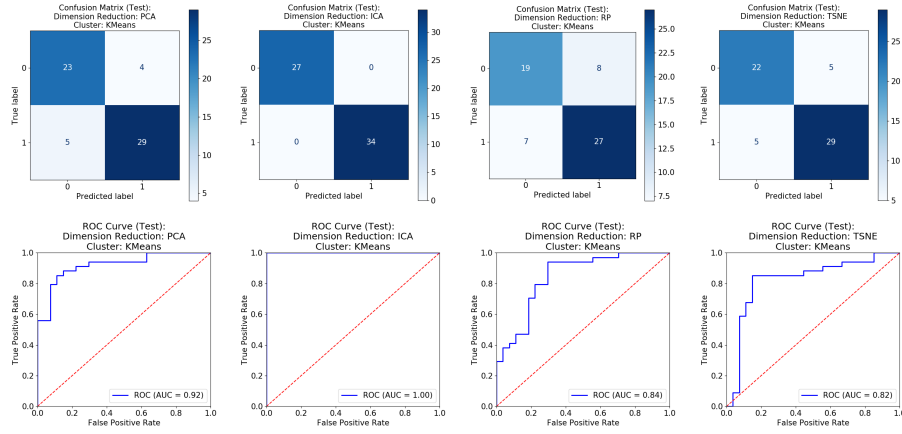 Confusion Matrix (Test):
Dimension Reduction: PCA
Cluster: KMeans
0
1
True label
23
4
5
29
0
1
Predicted label
25
20
15
10
5
Confusion Matrix (Test):
Dimension Reduction: ICA
Cluster: KMeans
0
1
True label
27
0
0
34
0
1
Predicted label
30
25
20
15
10
5
0
Confusion Matrix (Test):
Dimension Reduction: RP
Cluster: KMeans
0
1
True label
19
8
7
27
0
1
Predicted label
25.0
22.5
20.0
17.5
15.0
12.5
10.0
7.5
Confusion Matrix (Test):
Dimension Reduction: TSNE
Cluster: KMeans
0
1
True label
22
5
5
29
0
1
Predicted label
25
20
15
10
5
ROC Curve (Test):
Dimension Reduction: PCA
Cluster: KMeans
1.0
0.8
0.6
0.4
0.2
0.0
True Positive Rate
ROC (AUC = 0.92)
0.0 0.2 0.4 0.6 0.8 1.0
False Positive Rate
ROC Curve (Test):
Dimension Reduction: ICA
Cluster: KMeans
1.0
0.8
0.6
0.4
0.2
0.0
True Positive Rate
ROC (AUC = 1.00)
0.0 0.2 0.4 0.6 0.8 1.0
False Positive Rate
ROC Curve (Test):
Dimension Reduction: RP
Cluster: KMeans
1.0
0.8
0.6
0.4
0.2
0.0
True Positive Rate
ROC (AUC = 0.84)
0.0 0.2 0.4 0.6 0.8 1.0
False Positive Rate
ROC Curve (Test):
Dimension Reduction: TSNE
Cluster: KMeans
1.0
0.8
0.6
0.4
0.2
0.0
True Positive Rate
ROC (AUC = 0.82)
0.0 0.2 0.4 0.6 0.8 1.0
False Positive Rate